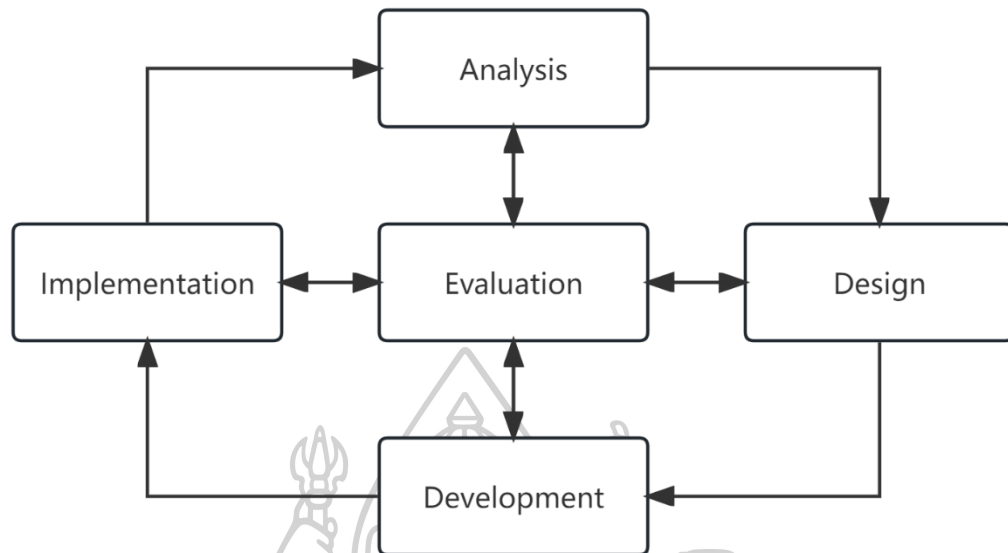 Analysis
Implementation
Evaluation
Design
Development